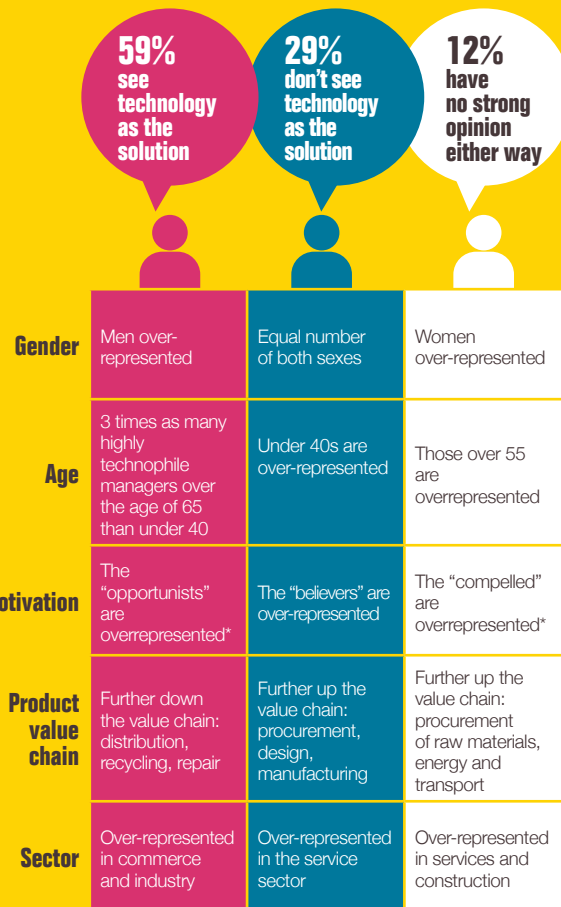 59%
see
technology
as the
solution
29%
don't see
technology
as the
solution
12%
have
no strong
opinion
either way
Gender
Men over-
represented
Equal number
of both sexes
Women
over-represented
Age
3 times as many
highly
technophile
managers over
the age of 65
than under 40
Under 40s are
over-represented
Those over 55
are
overrepresented
otivation
The
“opportunists”
are
overrepresented*
The “believers” are
over-represented
The “compelled”
are
overrepresented*
Product
value
chain
Further down
the value chain:
distribution,
recycling, repair
Further up the
value chain:
procurement,
design,
manufacturing
Further up the
value chain:
procurement
of raw materials,
energy and
transport
Sector
Over-represented
in commerce
and industry
Over-represented
in the service
sector
Over-represented
in services and
construction